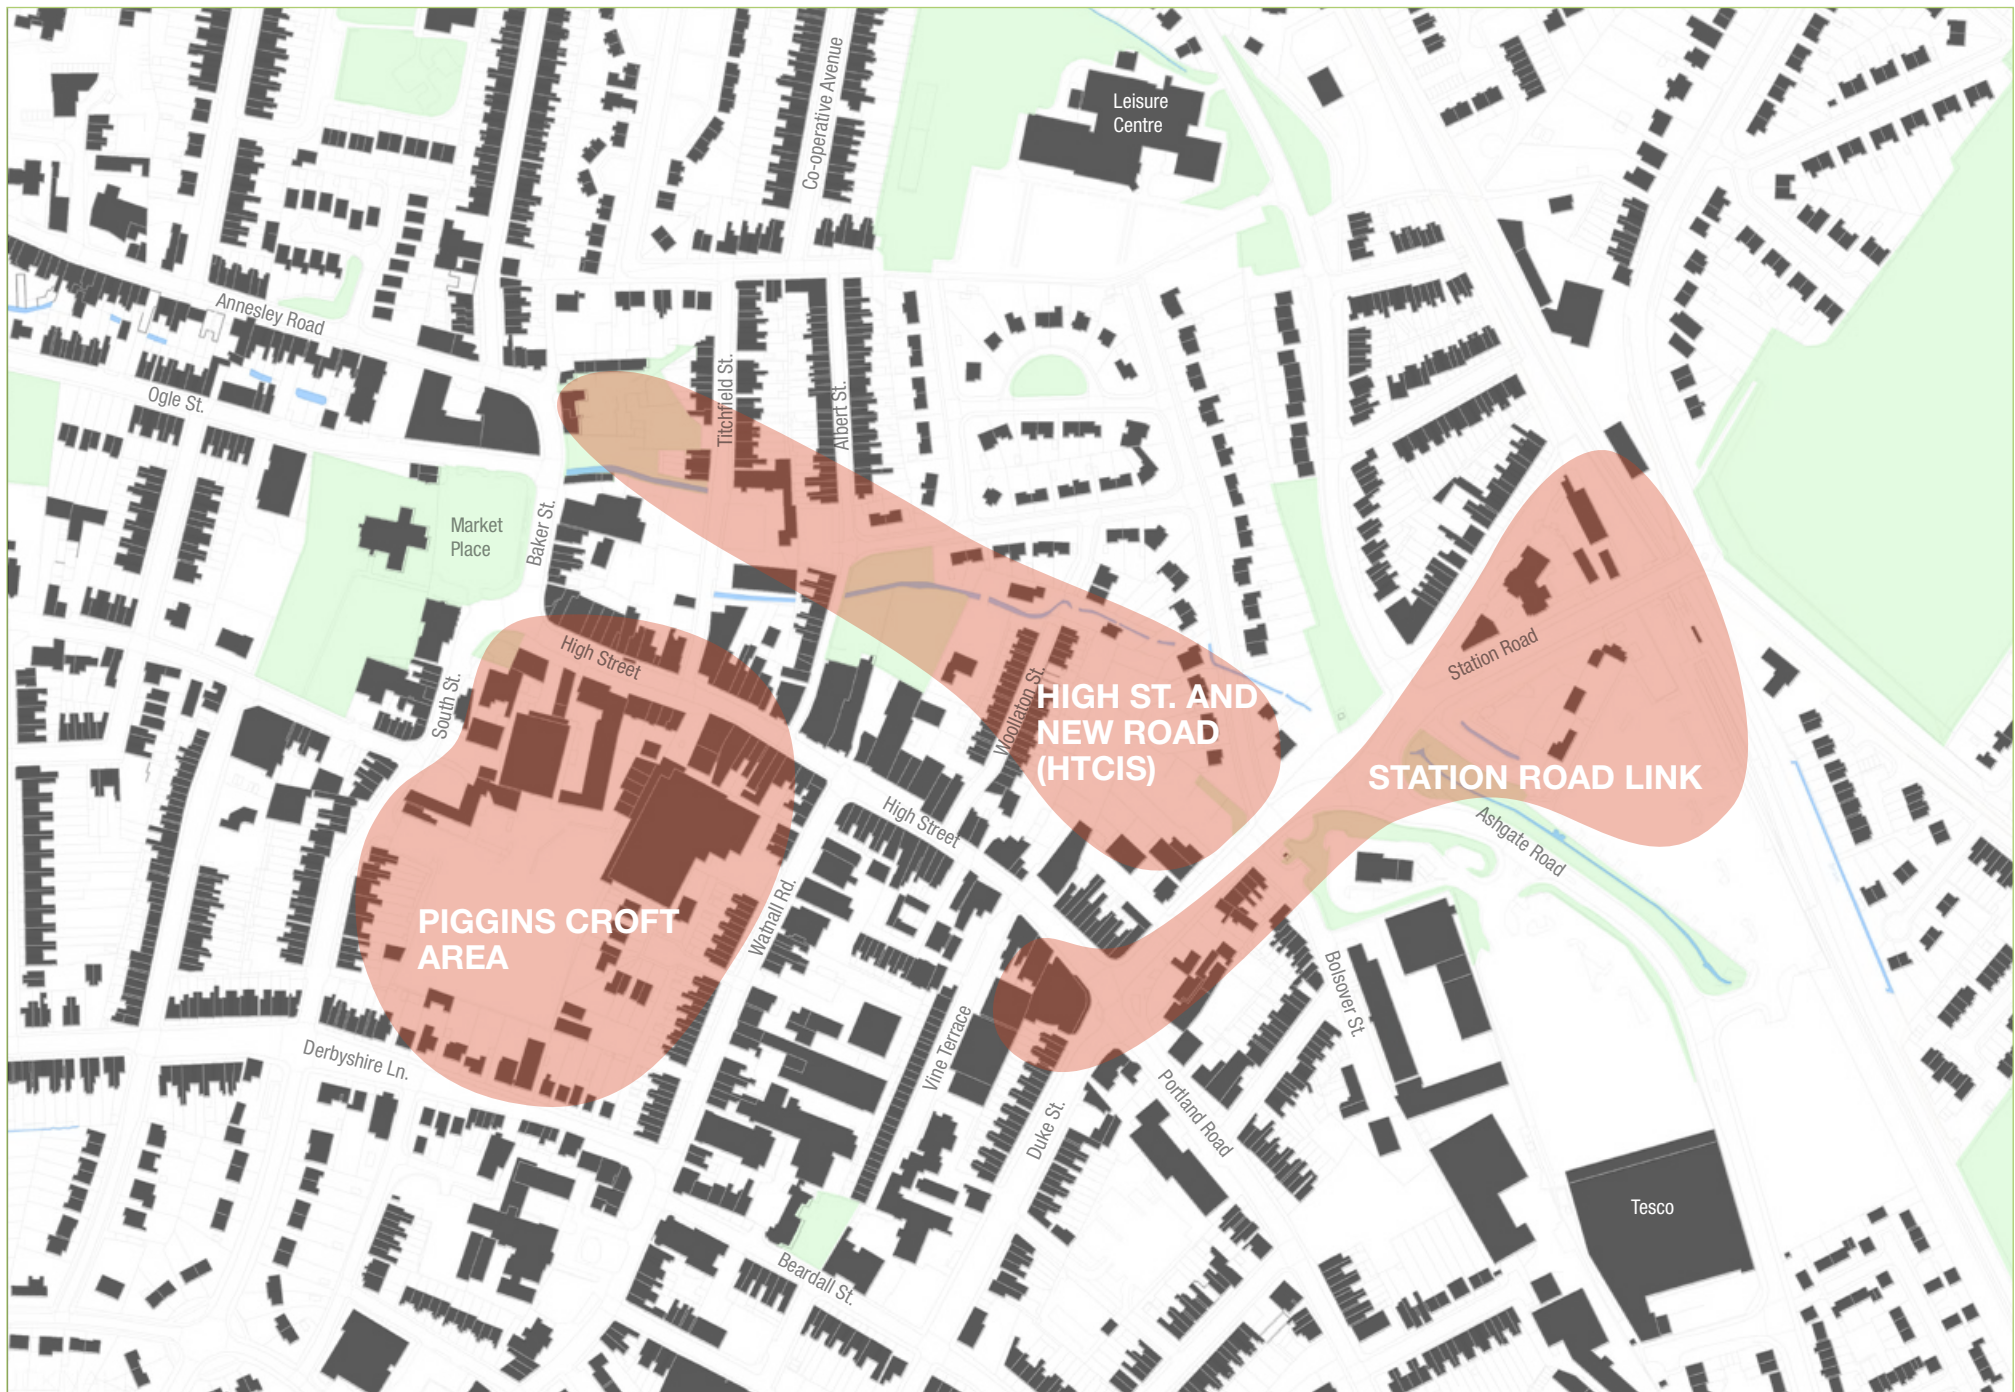 Co-operative Avenue
Leisure
Centre
Annesley Road
Ogle St.
Titchfield St.
Albert St.
Market
Place
Baker St.
High Street
South St.
Woollaton St.
HIGH ST. AND
NEW ROAD
(HTCIS)
Station Road
STATION ROAD LINK
High Street
Ashgate Road
PIGGINS CROFT
AREA
Watnall Rd.
Bolsover St.
Vine Terrace
Derbyshire Ln.
Portland Road
Duke St.
Tesco
Beardall St.